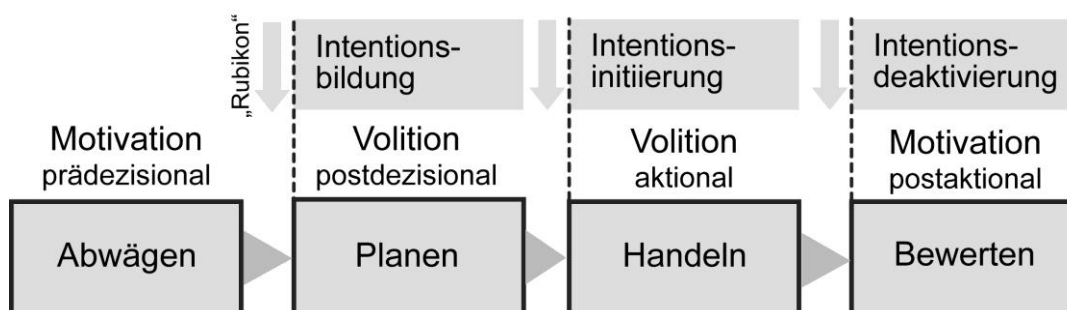 „Rubikon“
Intentions-
bildung
Intentions-
initiierung
Intentions-
deaktivierung
Motivation
prädezisional
Volition
postdezisional
Volition
aktional
Motivation
postaktional
Abwägen
Planen
Handeln
Bewerten